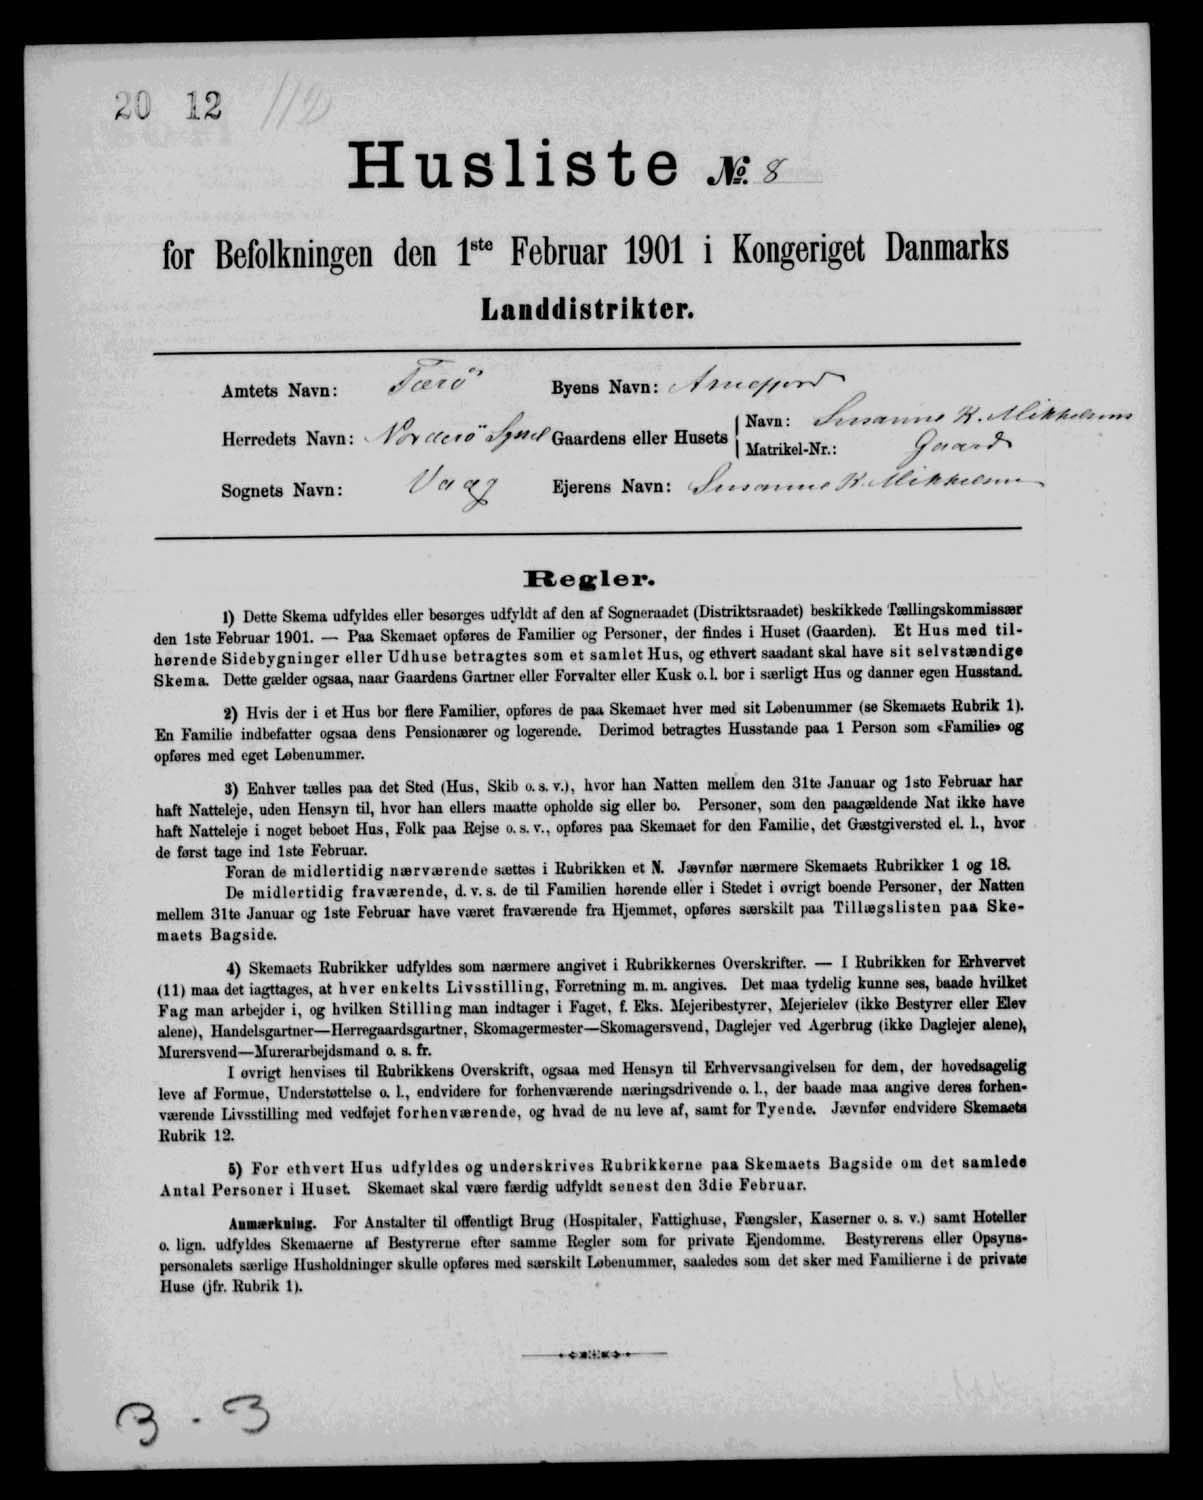 20 12 112
Husliste No. 8
for Befolkningen den 1ste Februar 1901 i Kongeriget Danmarks
Landdistrikter.
Amtets Navn: Færö Byens Navn: Arnefjord
Herredets Navn: Norderö Syssel Gaardens eller Husets Navn: Susanne K. Mikkelsens
Matrikel-Nr.: Gaard
Sognets Navn: Vaag Ejerens Navn: Susanne K. Mikkelsen
Regler.
1) Dette Skema udfyldes eller besørges udfyldt af den af Sogneraadet (Distriktsraadet) beskikkede Tællingskommissær
den 1ste Februar 1901. — Paa Skemaet opføres de Familier og Personer, der findes i Huset (Gaarden). Et Hus med til-
hørende Sidebygninger eller Udhuse betragtes som et samlet Hus, og ethvert saadant skal have sit selvstændige
Skema. Dette gælder ogsaa, naar Gaardens Gartner eller Forvalter eller Kusk o. l. bor i særligt Hus og danner egen Husstand.
2) Hvis der i et Hus bor flere Familier, opføres de paa Skemaet hver med sit Løbenummer (se Skemaets Rubrik 1).
En Familie indbefatter ogsaa dens Pensionærer og logerende. Derimod betragtes Husstande paa 1 Person som «Familie» og
opføres med eget Løbenummer.
3) Enhver tælles paa det Sted (Hus, Skib o. s. v.), hvor han Natten mellem den 31te Januar og 1ste Februar har
haft Natteleje, uden Hensyn til, hvor han ellers maatte opholde sig eller bo. Personer, som den paagældende Nat ikke have
haft Natteleje i noget beboet Hus, Folk paa Rejse o. s. v., opføres paa Skemaet for den Familie, det Gæstgiversted el. l., hvor
de først tage ind 1ste Februar.
Foran de midlertidig nærværende sættes i Rubrikken et N. Jævnfør nærmere Skemaets Rubrikker 1 og 18.
De midlertidig fraværende, d. v. s. de til Familien hørende eller i Stedet i øvrigt boende Personer, der Natten
mellem 31te Januar og 1ste Februar have været fraværende fra Hjemmet, opføres særskilt paa Tillægslisten paa Ske-
maets Bagside.
4) Skemaets Rubrikker udfyldes som nærmere angivet i Rubrikkernes Overskrifter. — I Rubrikken for Erhvervet
(11) maa det iagttages, at hver enkelts Livsstilling, Forretning m. m. angives. Det maa tydelig kunne ses, baade hvilket
Fag man arbejder i, og hvilken Stilling man indtager i Faget, f. Eks. Mejeribestyrer, Mejerielev (ikke Bestyrer eller Elev
alene), Handelsgartner—Herregaardsgartner, Skomagermester—Skomagersvend, Daglejer ved Agerbrug (ikke Daglejer alene),
Murersvend—Murerarbejdsmand o. s. fr.
I øvrigt henvises til Rubrikkens Overskrift, ogsaa med Hensyn til Erhvervsangivelsen for dem, der hovedsagelig
leve af Formue, Understøttelse o. l., endvidere for forhenværende næringsdrivende o. l., der baade maa angive deres forhen-
værende Livsstilling med vedføjet forhenværende, og hvad de nu leve af, samt for Tyende. Jævnfør endvidere Skemaets
Rubrik 12.
5) For ethvert Hus udfyldes og underskrives Rubrikkerne paa Skemaets Bagside om det samlede
Antal Personer i Huset. Skemaet skal være færdig udfyldt senest den 3die Februar.
Anmærkning. For Anstalter til offentligt Brug (Hospitaler, Fattighuse, Fængsler, Kaserner o. s. v.) samt Hoteller
o. lign. udfyldes Skemaerne af Bestyrerne efter samme Regler som for private Ejendomme. Bestyrerens eller Opsyns-
personalets særlige Husholdninger skulle opføres med særskilt Løbenummer, saaledes som det sker med Familierne i de private
Huse (jfr. Rubrik 1).
3 - 3